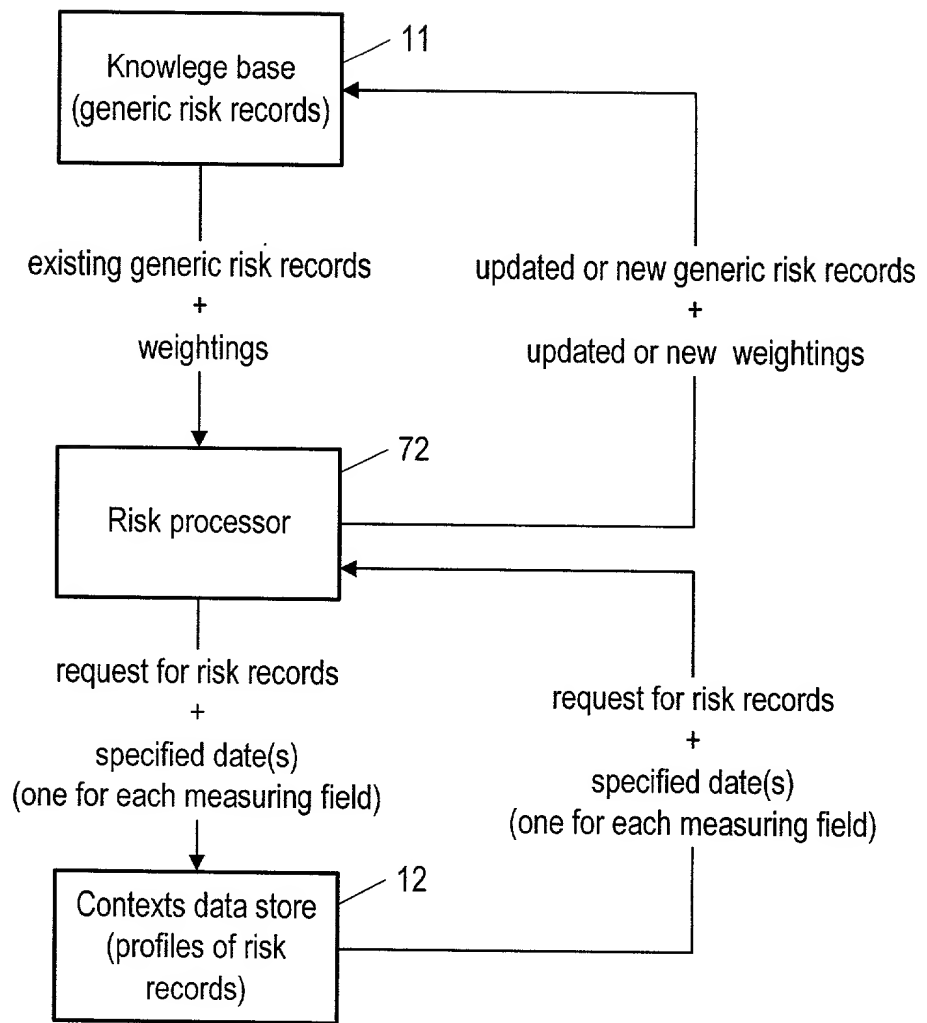 11
Knowlege base
(generic risk records)
existing generic risk records
+
weightings
updated or new generic risk records
+
updated or new weightings
72
Risk processor
request for risk records
+
specified date(s)
(one for each measuring field)
request for risk records
+
specified date(s)
(one for each measuring field)
12
Contexts data store
(profiles of risk
records)